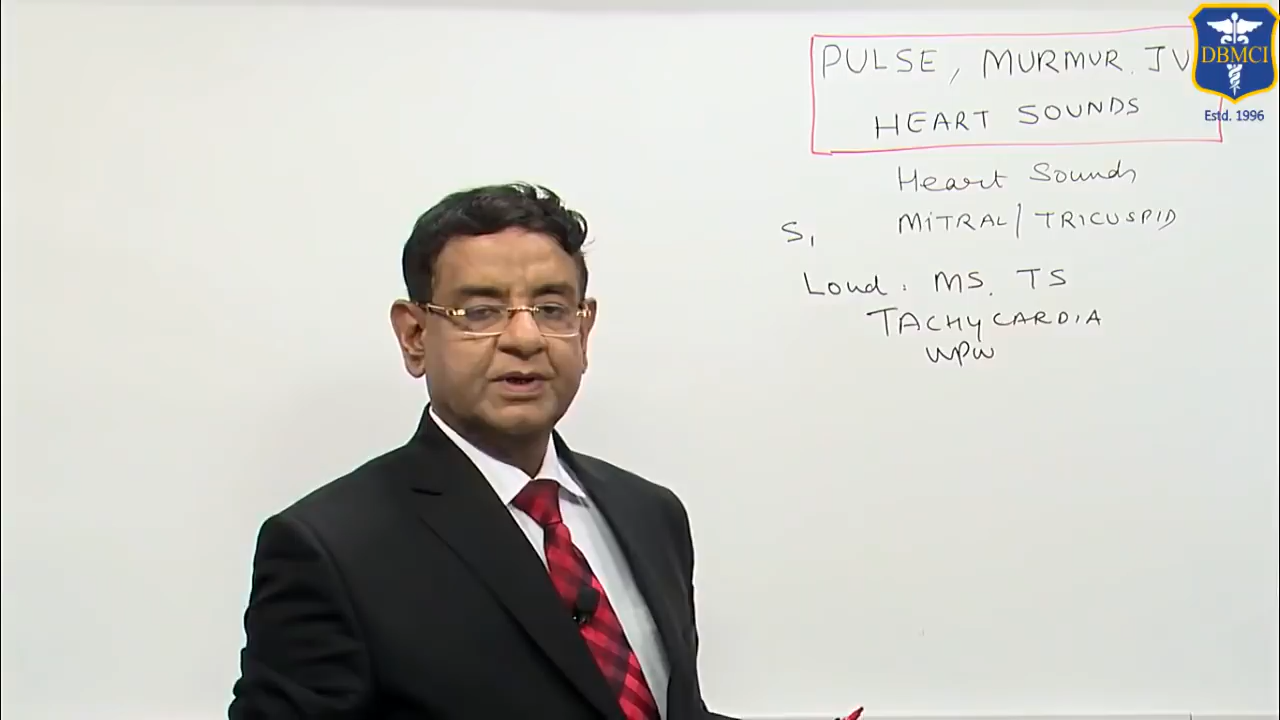 PULSE, MURMUR. JV
HEART SOUNDS
Heart Sounds
S₁ MITRAL/TRICUSPID
Loud: MS. TS
TACHYCARDIA
WPW
DBMCI
Estd. 1996